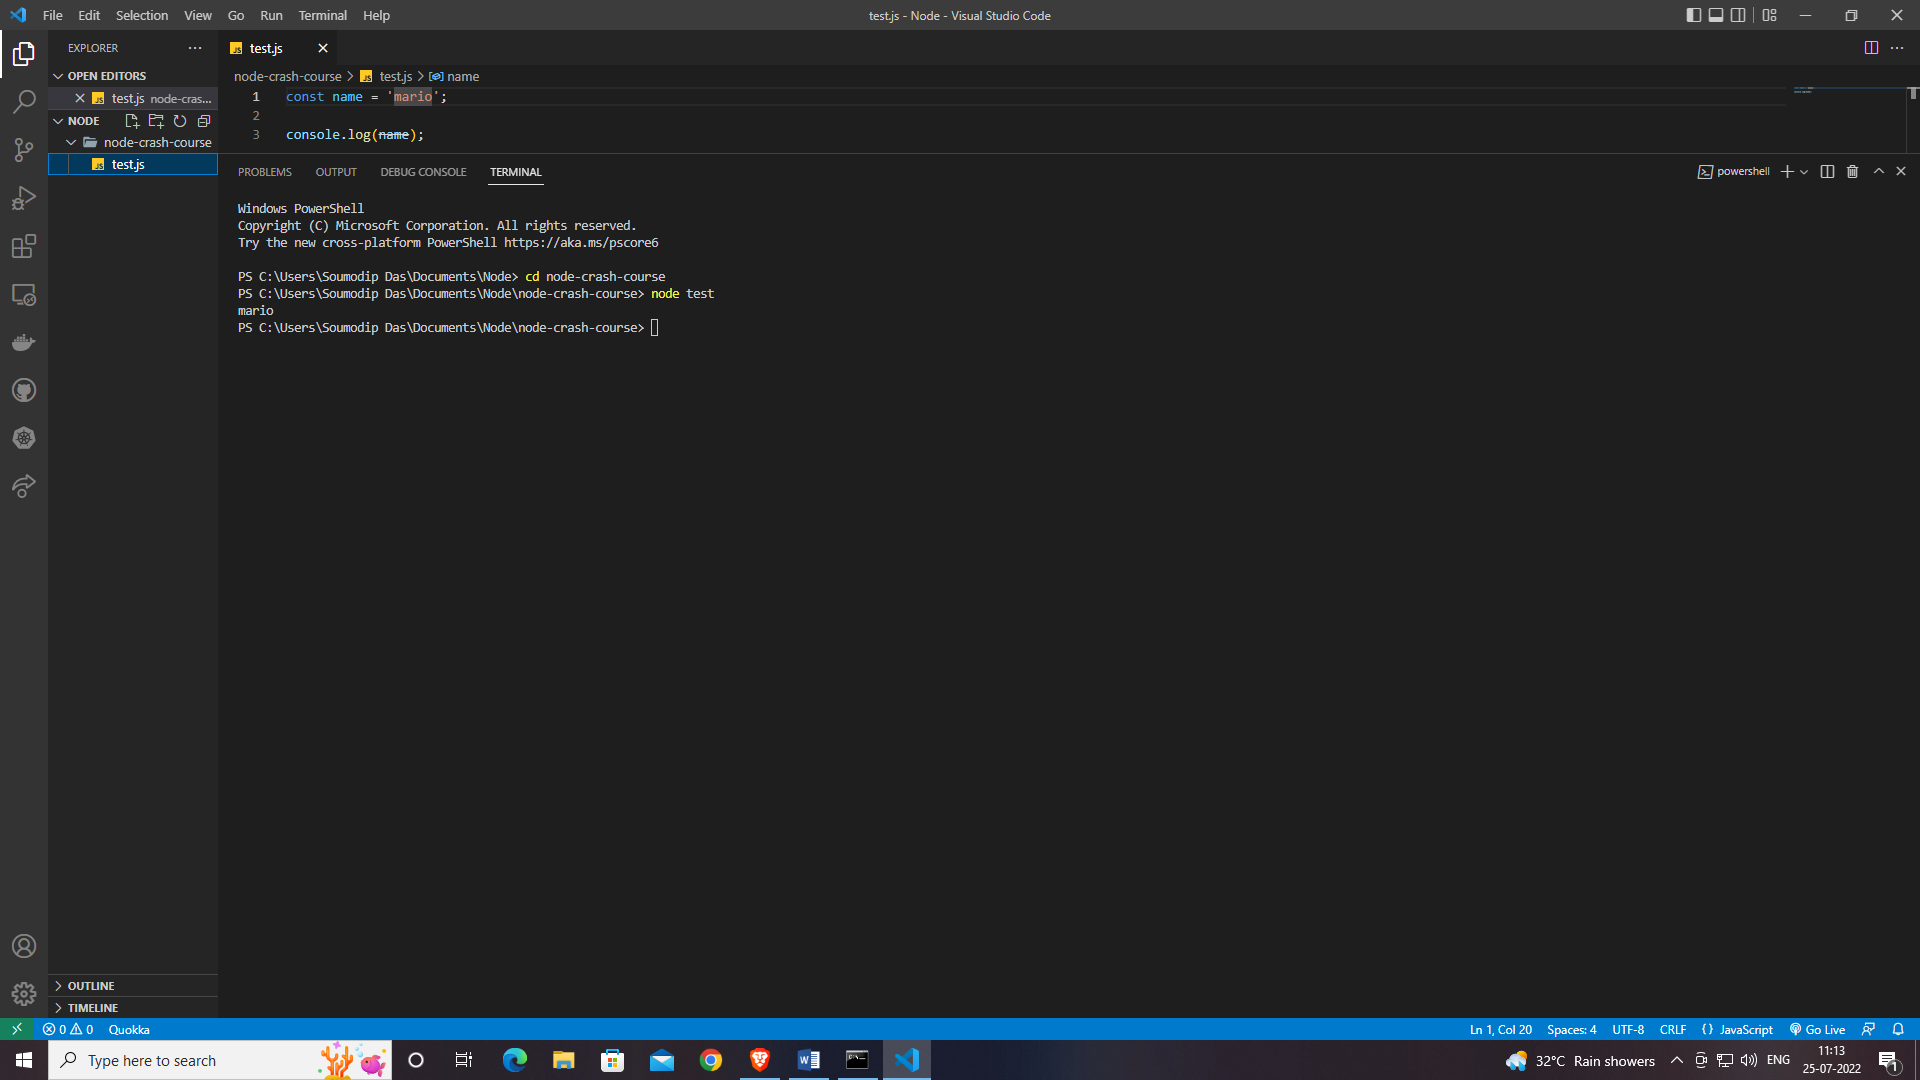 File Edit Selection View Go Run Terminal Help
test.js - Node - Visual Studio Code
EXPLORER
OPEN EDITORS
test.js node-cras...
NODE
node-crash-course
test.js
test.js
node-crash-course > test.js > name
1 const name = 'mario';
2
3 console.log(name);
PROBLEMS OUTPUT DEBUG CONSOLE TERMINAL
powershell
Windows PowerShell
Copyright (C) Microsoft Corporation. All rights reserved.
Try the new cross-platform PowerShell https://aka.ms/pscore6
PS C:\Users\Soumodip Das\Documents\Node> cd node-crash-course
PS C:\Users\Soumodip Das\Documents\Node\node-crash-course> node test
mario
PS C:\Users\Soumodip Das\Documents\Node\node-crash-course>
OUTLINE
TIMELINE
0 0 Quokka
Ln 1, Col 20 Spaces: 4 UTF-8 CRLF {} JavaScript Go Live
Type here to search
32°C Rain showers
ENG
11:13
25-07-2022
1